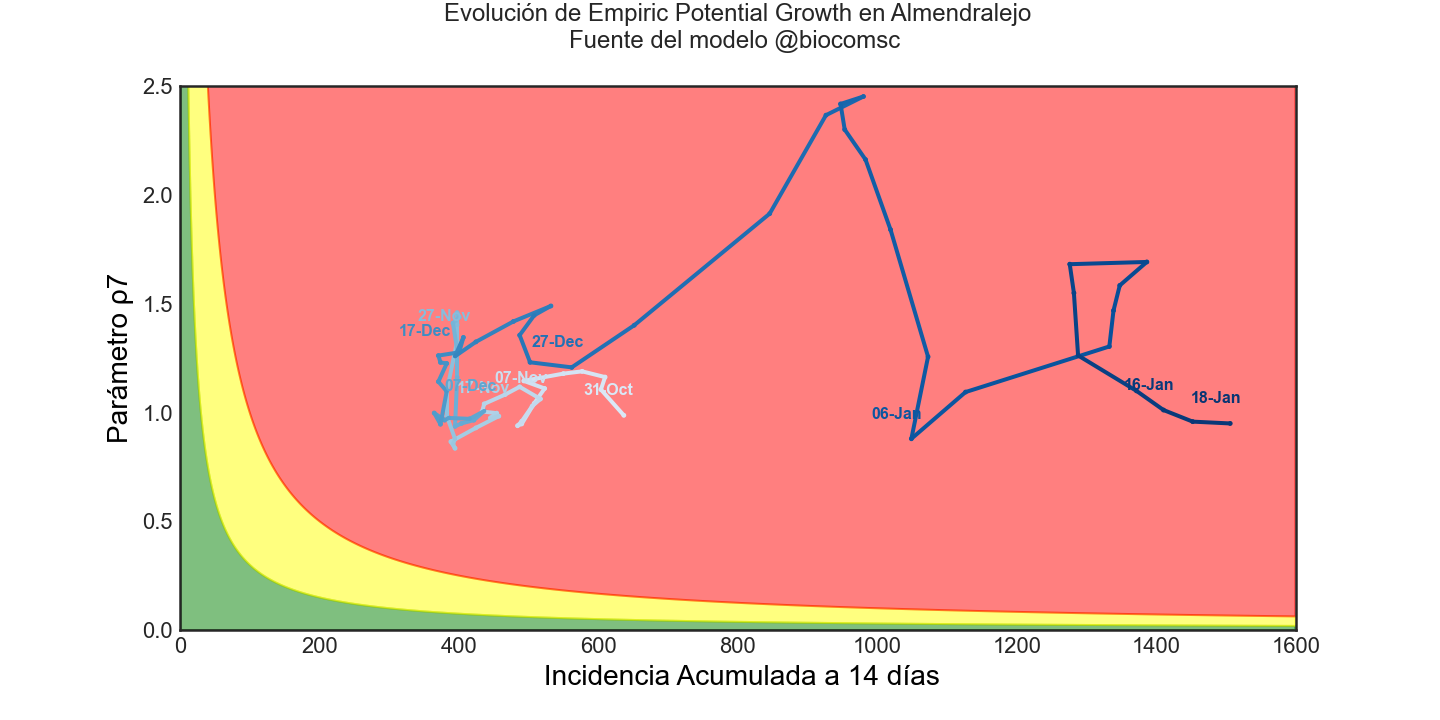 Evolución de Empiric Potential Growth en Almendralejo
Fuente del modelo @biocomsc
2.5
2.0
1.5
1.0
0.5
0.0
Parámetro ρ7
27-Nov
17-Dec
27-Dec
07-Nov
07-Dec
31-Oct
06-Jan
16-Jan
18-Jan
0
200
400
600
800
1000
1200
1400
1600
Incidencia Acumulada a 14 días